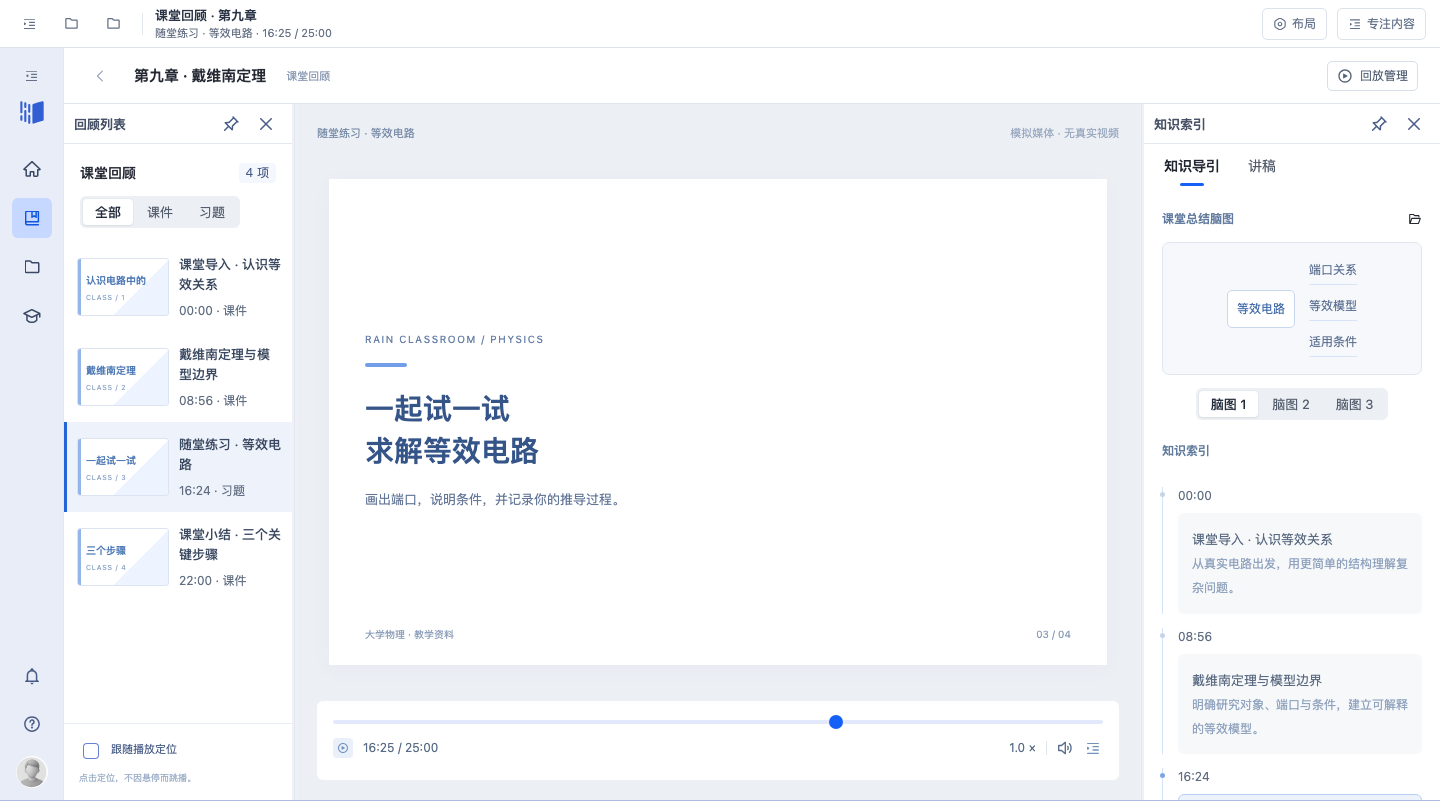 课堂回顾 · 第九章
随堂练习 · 等效电路 · 16:25 / 25:00
布局
专注内容
第九章 · 戴维南定理
课堂回顾
回放管理
回顾列表
课堂回顾
4 项
全部
课件
习题
认识电路中的
CLASS / 1
课堂导入 · 认识等
效关系
00:00 · 课件
戴维南定理
CLASS / 2
戴维南定理与模
型边界
08:56 · 课件
一起试一试
CLASS / 3
随堂练习 · 等效电
路
16:24 · 习题
三个步骤
CLASS / 4
课堂小结 · 三个关
键步骤
22:00 · 课件
跟随播放定位
点击定位，不因悬停而跳播。
随堂练习 · 等效电路
模拟媒体 · 无真实视频
RAIN CLASSROOM / PHYSICS
一起试一试
求解等效电路
画出端口，说明条件，并记录你的推导过程。
大学物理 · 教学资料
03 / 04
16:25 / 25:00
1.0 ×
知识索引
知识导引
讲稿
课堂总结脑图
等效电路
端口关系
等效模型
适用条件
脑图 1
脑图 2
脑图 3
知识索引
00:00
课堂导入 · 认识等效关系
从真实电路出发，用更简单的结构理解复
杂问题。
08:56
戴维南定理与模型边界
明确研究对象、端口与条件，建立可解释
的等效模型。
16:24